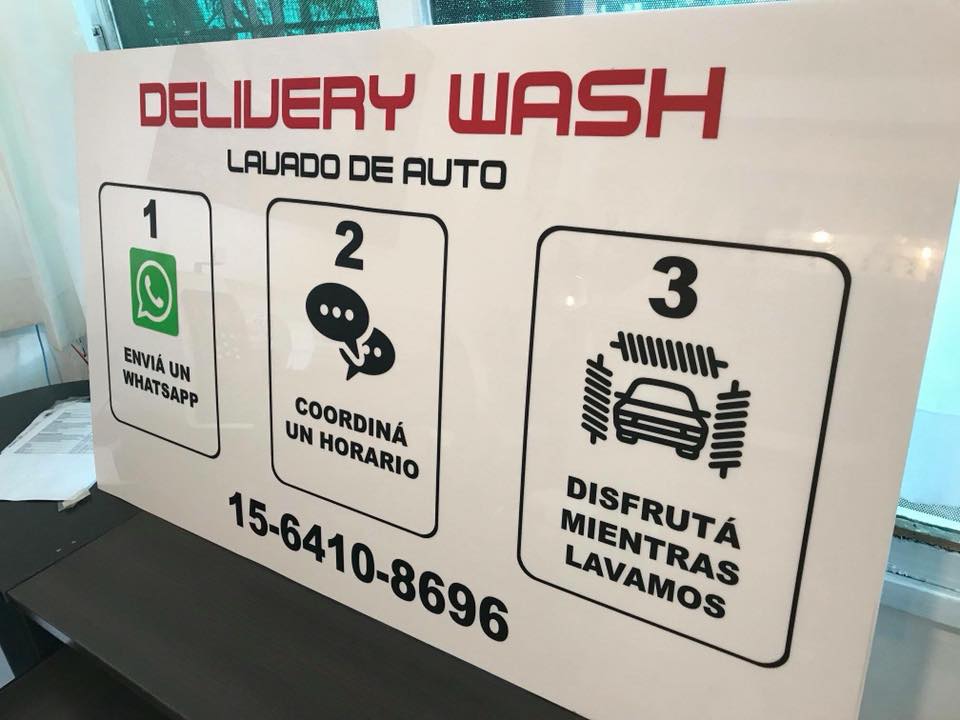 DELIVERY WASH
LAVADO DE AUTO
1
ENVIÁ UN
WHATSAPP
2
COORDINÁ
UN HORARIO
3
DISFRUTÁ
MIENTRAS
LAVAMOS
15-6410-8696